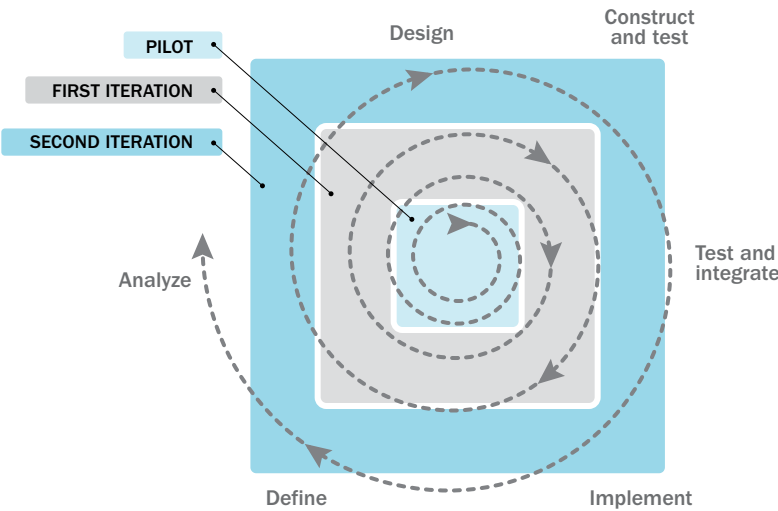 Design
Construct
and test
PILOT
FIRST ITERATION
SECOND ITERATION
Analyze
Test and
integrate
Define
Implement